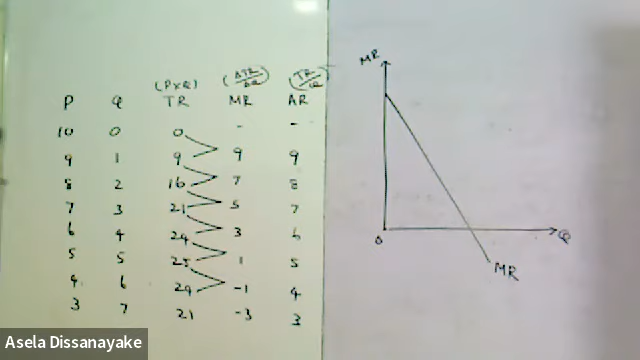 (P×Q) (ΔTR/ΔQ) (TR/Q)
P Q TR MR AR
10 0 0 - -
9 1 9 9 9
8 2 16 7 8
7 3 21 5 7
6 4 24 3 6
5 5 25 1 5
4 6 24 -1 4
3 7 21 -3 3
MR
0
Q
MR
Asela Dissanayake